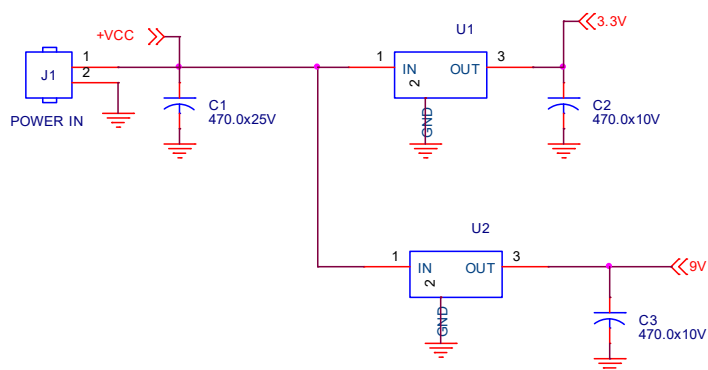 +VCC
3.3V
U1
1
2
J1
POWER IN
C1
470.0x25V
1
IN
OUT
3
2
GND
C2
470.0x10V
U2
1
IN
OUT
3
2
GND
9V
C3
470.0x10V